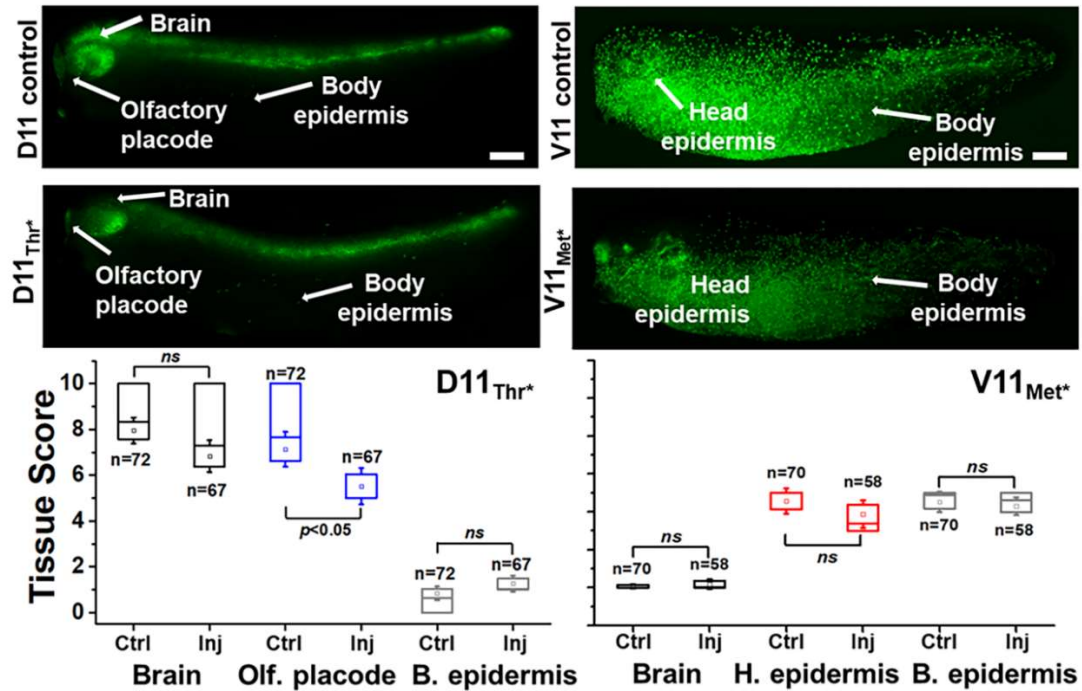 D11 control
Brain
Olfactory
placode
Body
epidermis
V11 control
Head
epidermis
Body
epidermis
D11Thr*
Brain
Olfactory
placode
Body
epidermis
V11Met*
Head
epidermis
Body
epidermis
Tissue Score
10
8
6
4
2
0
D11Thr*
ns
n=72
n=67
n=72
n=67
p<0.05
ns
n=72
n=67
Ctrl Inj Ctrl Inj Ctrl Inj
Brain Olf. placode B. epidermis
V11Met*
ns
n=70
n=58
n=70
n=58
ns
ns
n=70
n=58
Ctrl Inj Ctrl Inj Ctrl Inj
Brain H. epidermis B. epidermis